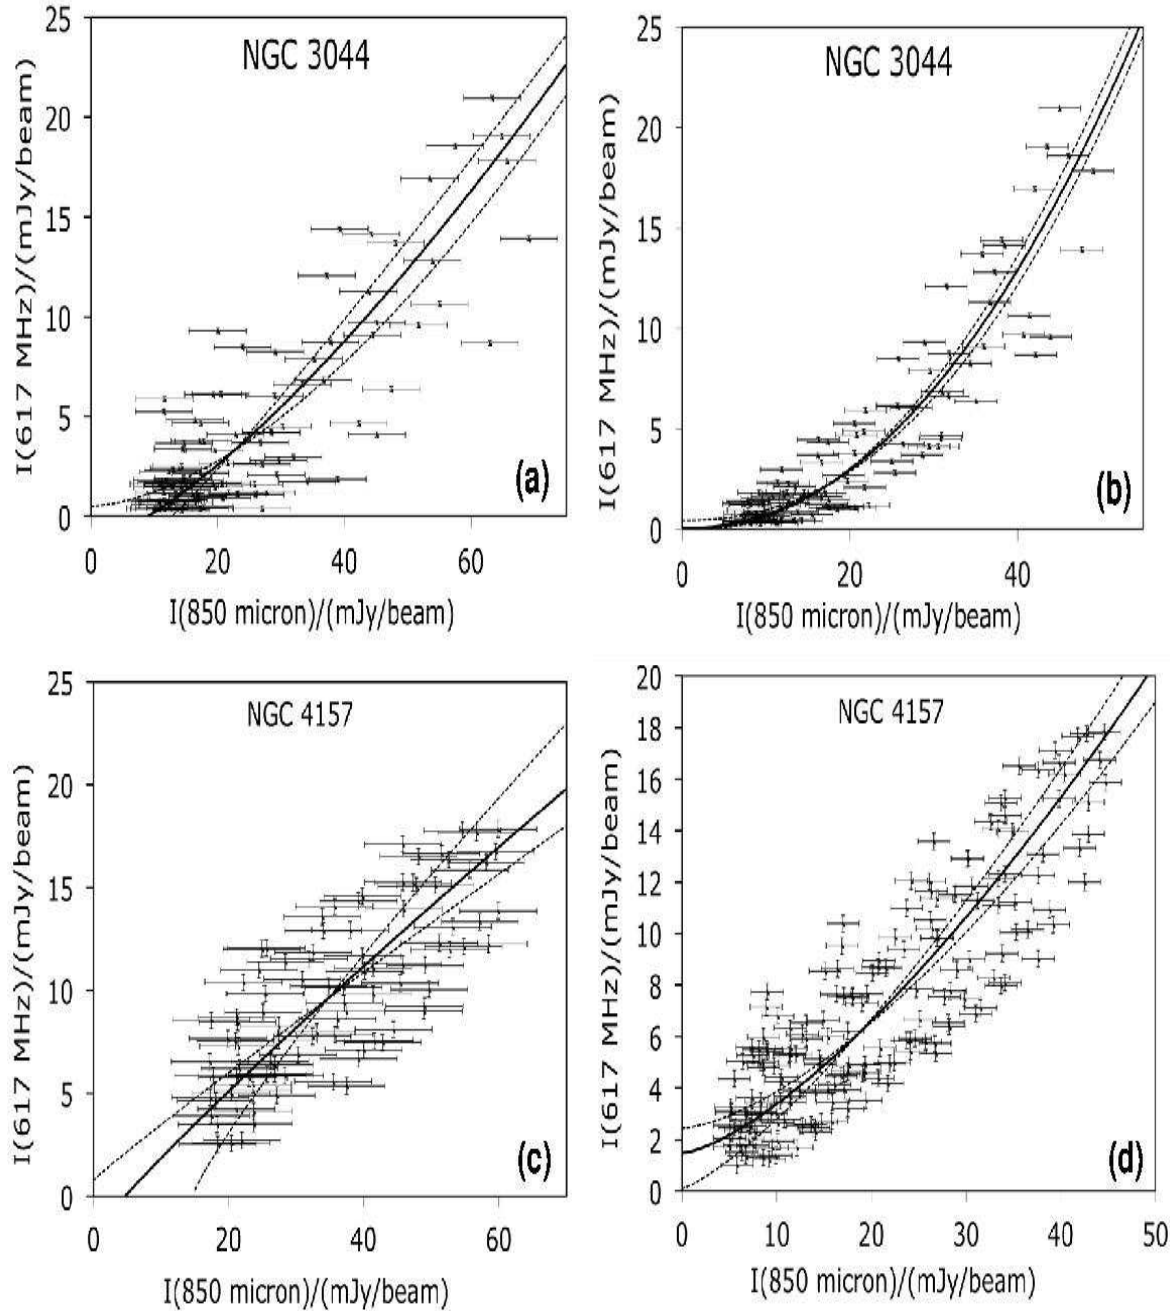 NGC 3044
I(617 MHz)/(mJy/beam)
25
20
15
10
5
0
0 20 40 60
I(850 micron)/(mJy/beam)
(a)
NGC 3044
I(617 MHz)/(mJy/beam)
25
20
15
10
5
0
0 20 40
I(850 micron)/(mJy/beam)
(b)
NGC 4157
I(617 MHz)/(mJy/beam)
25
20
15
10
5
0
0 20 40 60
I(850 micron)/(mJy/beam)
(c)
NGC 4157
I(617 MHz)/(mJy/beam)
20
18
16
14
12
10
8
6
4
2
0
0 10 20 30 40 50
I(850 micron)/(mJy/beam)
(d)